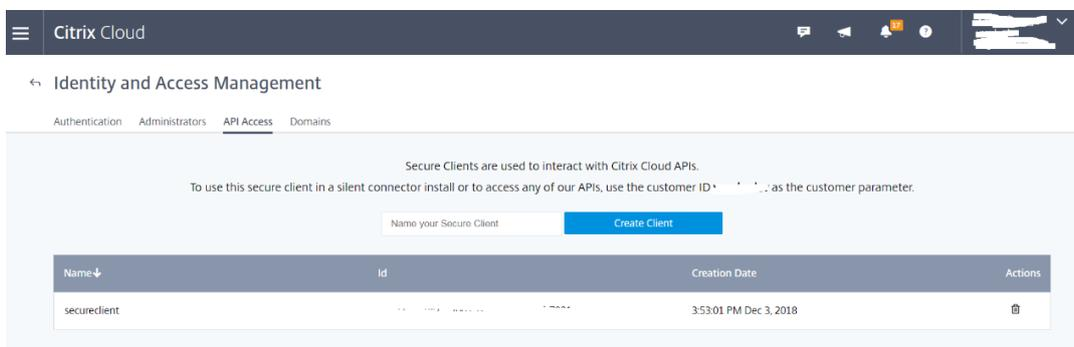 Citrix Cloud
17
?
Identity and Access Management
Authentication Administrators API Access Domains
Secure Clients are used to interact with Citrix Cloud APIs.
To use this secure client in a silent connector install or to access any of our APIs, use the customer ID as the customer parameter.
Name your Secure Client Create Client
Name Id Creation Date Actions
secureclient 3:53:01 PM Dec 3, 2018